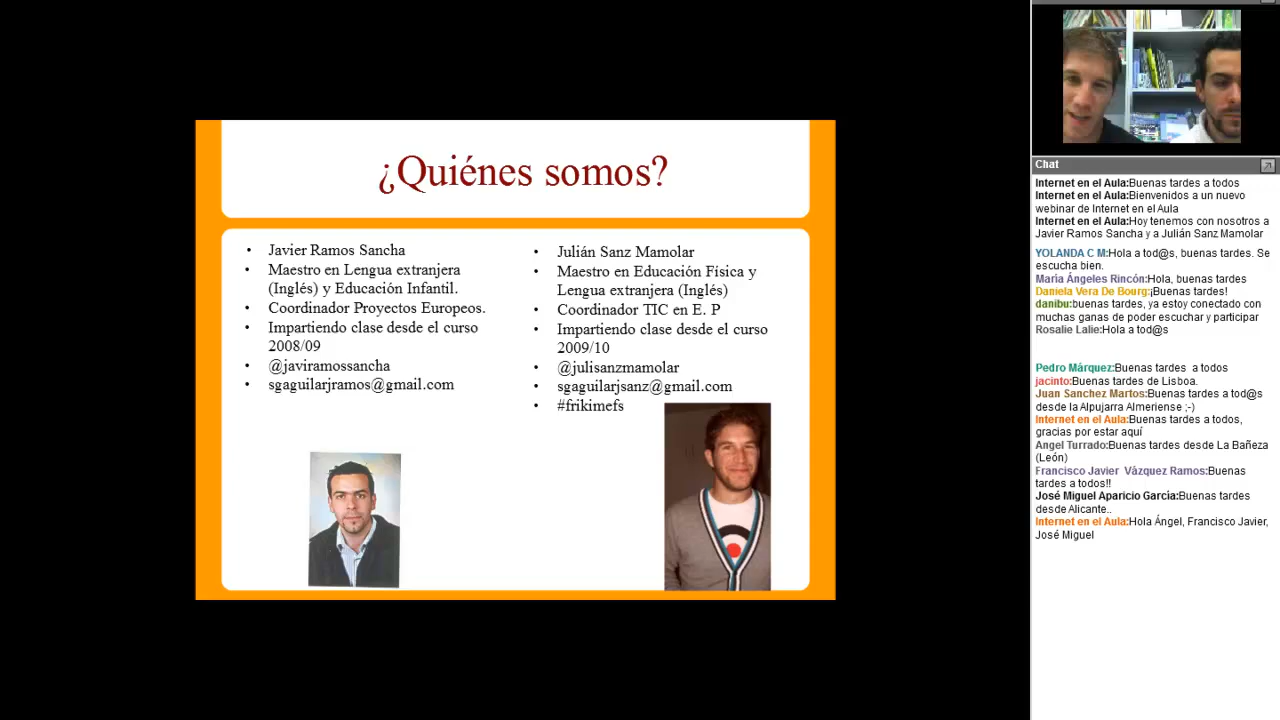 ¿Quiénes somos?
• Javier Ramos Sancha
• Maestro en Lengua extranjera
(Inglés) y Educación Infantil.
• Coordinador Proyectos Europeos.
• Impartiendo clase desde el curso
2008/09
• @javiramossancha
• sgaguilarjramos@gmail.com
• Julián Sanz Mamolar
• Maestro en Educación Física y
Lengua extranjera (Inglés)
• Coordinador TIC en E. P
• Impartiendo clase desde el curso
2009/10
• @julisanzmamolar
• sgaguilarjsanz@gmail.com
• #frikimefs
Chat
Internet en el Aula:Buenas tardes a todos
Internet en el Aula:Bienvenidos a un nuevo
webinar de Internet en el Aula
Internet en el Aula:Hoy tenemos con nosotros a
Javier Ramos Sancha y a Julián Sanz Mamolar
YOLANDA C M:Hola a tod@s, buenas tardes. Se
escucha bien.
María Ángeles Rincón:Hola, buenas tardes
Daniela Vera De Bourg:¡Buenas tardes!
danibu:buenas tardes, ya estoy conectado con
muchas ganas de poder escuchar y participar
Rosalie Lalie:Hola a tod@s
Pedro Márquez:Buenas tardes a todos
jacinto:Buenas tardes de Lisboa.
Juan Sanchez Martos:Buenas tardes a tod@s
desde la Alpujarra Almeriense ;-)
Internet en el Aula:Buenas tardes a todos,
gracias por estar aquí
Angel Turrado:Buenas tardes desde La Bañeza
(León)
Francisco Javier Vázquez Ramos:Buenas
tardes a todos!!
José Miguel Aparicio García:Buenas tardes
desde Alicante..
Internet en el Aula:Hola Ángel, Francisco Javier,
José Miguel